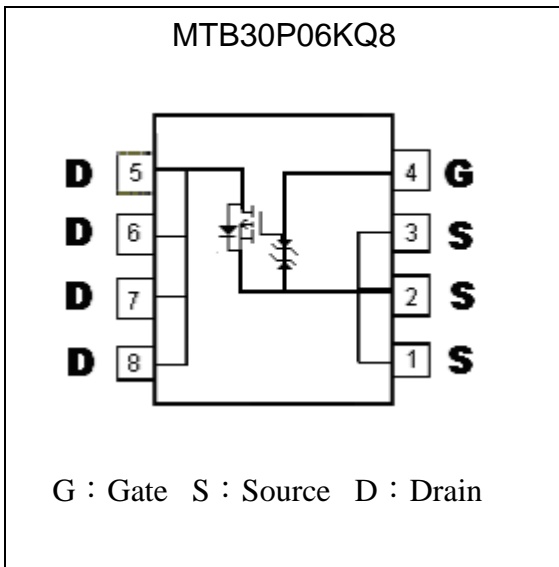 MTB30P06KQ8
D 5 4 G
D 6 3 S
D 7 2 S
D 8 1 S
G：Gate S：Source D：Drain